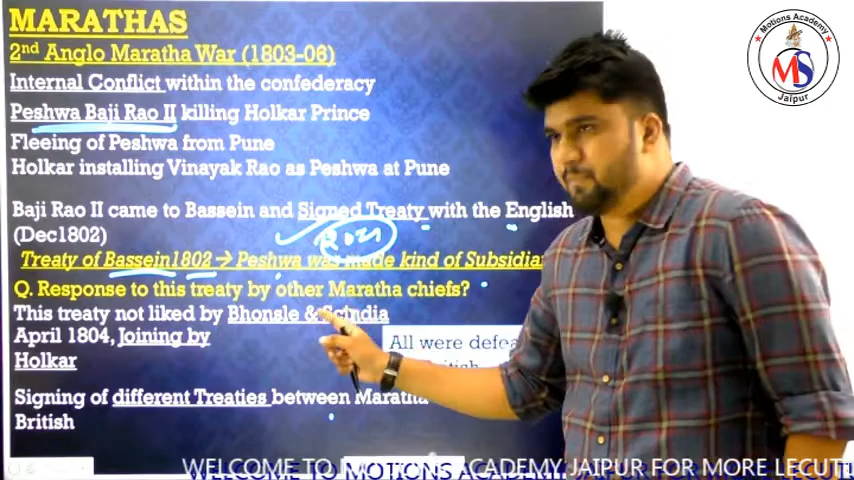 MARATHAS
2nd Anglo Maratha War (1803-06)
Internal Conflict within the confederacy
Peshwa Baji Rao II killing Holkar Prince
Fleeing of Peshwa from Pune
Holkar installing Vinayak Rao as Peshwa at Pune
Baji Rao II came to Bassein and Signed Treaty with the English
(Dec1802)
Treaty of Bassein1802→ Peshwa was made kind of Subsidiar
Q. Response to this treaty by other Maratha chiefs?
This treaty not liked by Bhonsle & Scindia
April 1804, Joining by
Holkar
All were defea
Signing of different Treaties between Maratha
British
Motions Academy
MS
Jaipur
WELCOME TO MOTIONS ACADEMY JAIPUR FOR MORE LECUTU